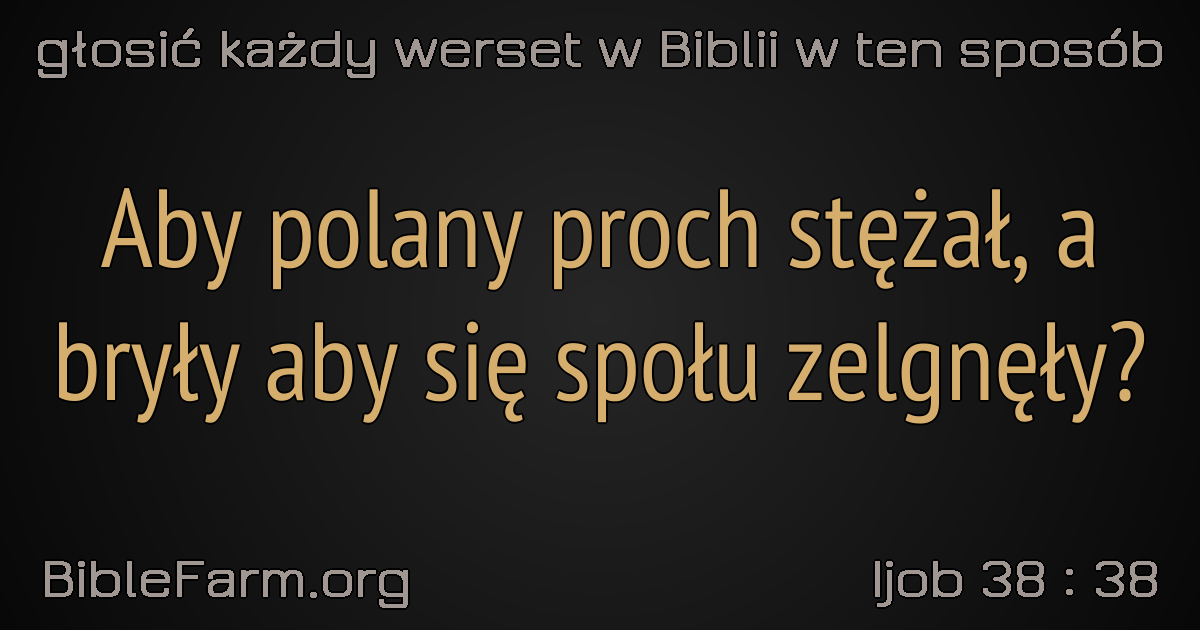 głosić każdy werset w Biblii w ten sposób
Aby polany proch stężał, a
bryły aby się społu zelgnęły?
BibleFarm.org
Ijob 38 : 38